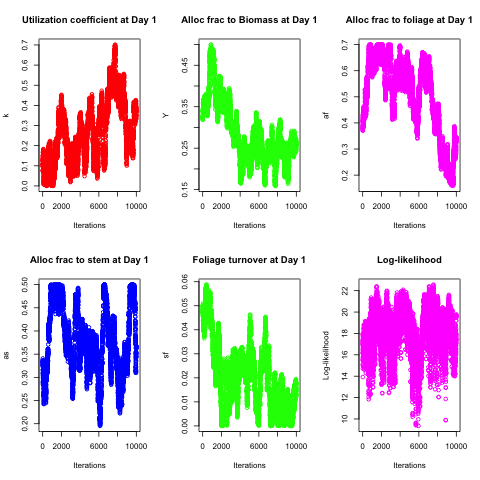 Utilization coefficient at Day 1
k
0.0 0.1 0.2 0.3 0.4 0.5 0.6 0.7
0 2000 6000 10000
Iterations
Alloc frac to Biomass at Day 1
Y
0.15 0.25 0.35 0.45
0 2000 6000 10000
Iterations
Alloc frac to foliage at Day 1
af
0.2 0.3 0.4 0.5 0.6 0.7
0 2000 6000 10000
Iterations
Alloc frac to stem at Day 1
as
0.20 0.25 0.30 0.35 0.40 0.45 0.50
0 2000 6000 10000
Iterations
Foliage turnover at Day 1
sf
0.00 0.01 0.02 0.03 0.04 0.05 0.06
0 2000 6000 10000
Iterations
Log-likelihood
Log-likelihood
10 12 14 16 18 20 22
0 2000 6000 10000
Iterations